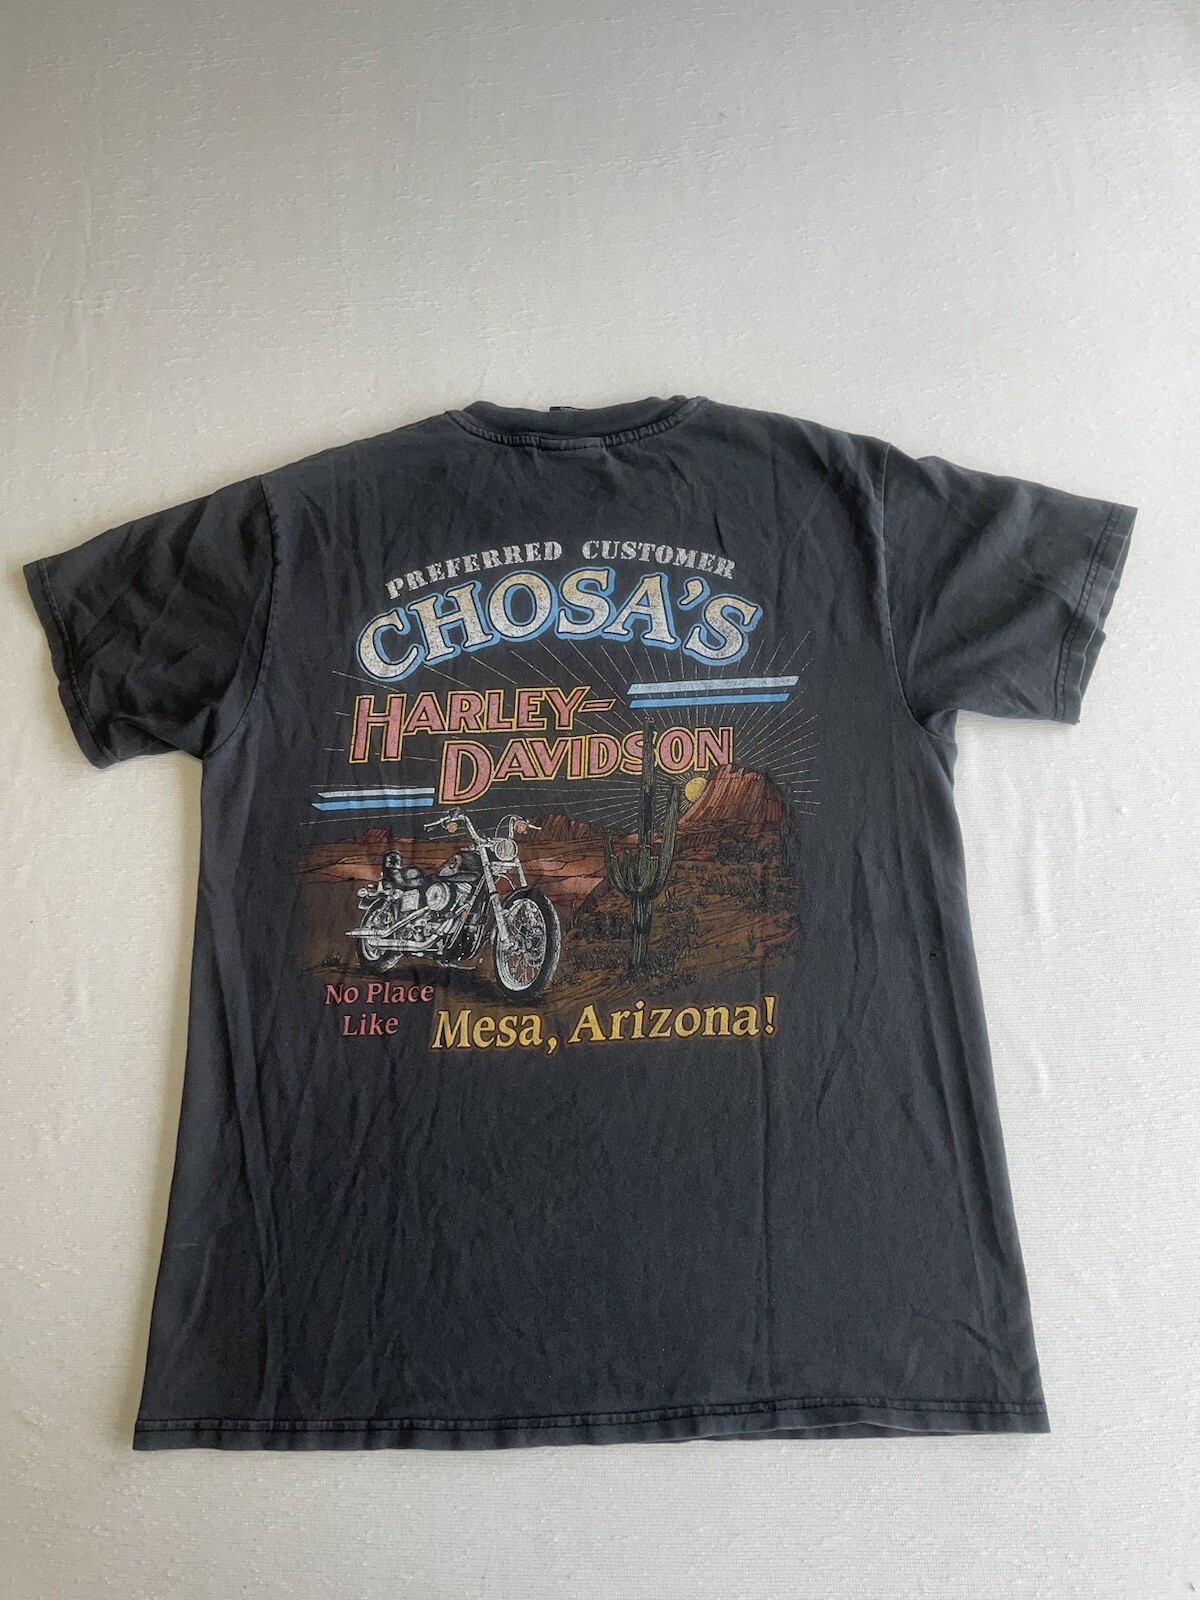 PREFERRED CUSTOMER
CHOSA'S
HARLEY-
DAVIDSON
No Place
Like
Mesa, Arizona!